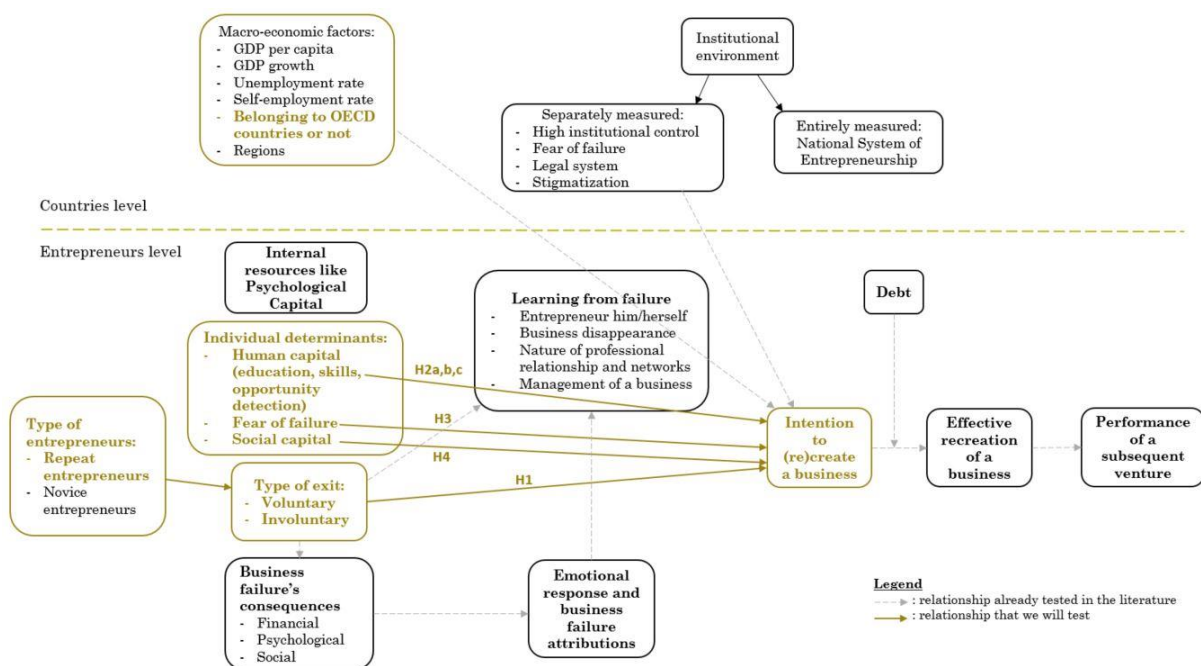 Macro-economic factors:
- GDP per capita
- GDP growth
- Unemployment rate
- Self-employment rate
- Belonging to OECD
countries or not
- Regions
Institutional
environment
Separately measured:
- High institutional control
- Fear of failure
- Legal system
- Stigmatization
Entirely measured:
National System of
Entrepreneurship
Countries level
Entrepreneurs level
Internal
resources like
Psychological
Capital
Learning from failure
- Entrepreneur him/herself
- Business disappearance
- Nature of professional
relationship and networks
- Management of a business
Debt
Individual determinants:
- Human capital
(education, skills,
opportunity
detection)
- Fear of failure
- Social capital
H2a,b,c
H3
H4
H1
Type of
entrepreneurs:
- Repeat
entrepreneurs
- Novice
entrepreneurs
Type of exit:
- Voluntary
- Involuntary
Intention
to
(re)create
a business
Effective
recreation
of a
business
Performance
of a
subsequent
venture
Business
failure's
consequences
- Financial
- Psychological
- Social
Emotional
response and
business
failure
attributions
Legend
: relationship already tested in the literature
: relationship that we will test